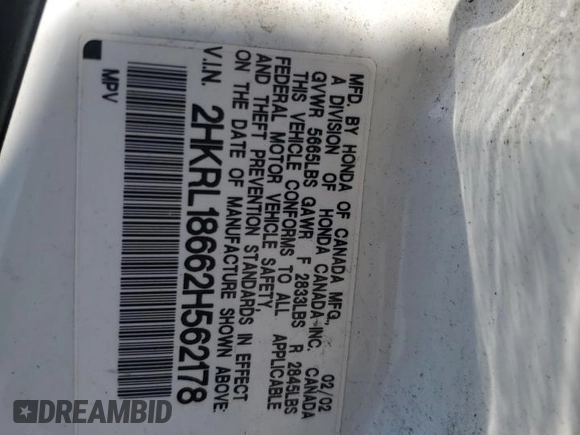 MFD. BY HONDA OF CANADA MFG., 02/02
A DIVISION OF HONDA CANADA INC. CANADA
GVWR 5665LBS GAWR F 2833LBS R 2845LBS
THIS VEHICLE CONFORMS TO ALL APPLICABLE
FEDERAL MOTOR VEHICLE SAFETY,
AND THEFT PREVENTION STANDARDS IN EFFECT
ON THE DATE OF MANUFACTURE SHOWN ABOVE.
V.I.N. 2HKRL18662H562178
MPV
DREAMBID